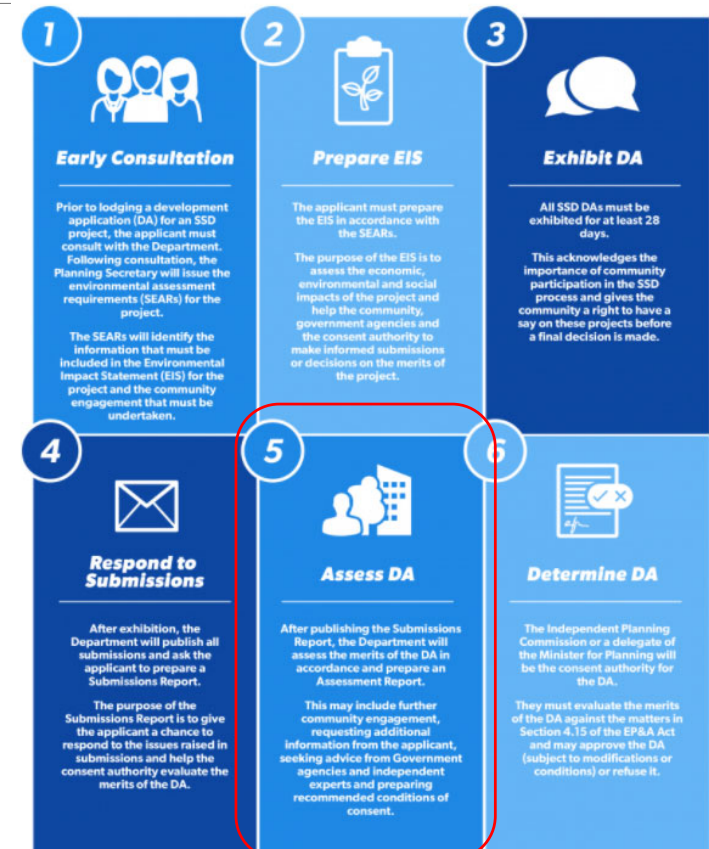 1
Early Consultation
Prior to lodging a development
application (DA) for an SSD
project, the applicant must
consult with the Department.
Following consultation, the
Planning Secretary will issue the
environmental assessment
requirements (SEARs) for the
project.
The SEARs will identify the
information that must be
included in the Environmental
Impact Statement (EIS) for the
project and the community
engagement that must be
undertaken.
2
Prepare EIS
The applicant must prepare
the EIS in accordance with
the SEARs.
The purpose of the EIS is to
assess the economic,
environmental and social
impacts of the project and
help the community,
government agencies and
the consent authority to
make informed submissions
or decisions on the merits of
the project.
3
Exhibit DA
All SSD DAs must be
exhibited for at least 28
days.
This acknowledges the
importance of community
participation in the SSD
process and gives the
community a right to have a
say on these projects before
a final decision is made.
4
Respond to
Submissions
After exhibition, the
Department will publish all
submissions and ask the
applicant to prepare a
Submissions Report.
The purpose of the
Submissions Report is to give
the applicant a chance to
respond to the issues raised in
submissions and help the
consent authority evaluate the
merits of the DA.
5
Assess DA
After publishing the Submissions
Report, the Department will
assess the merits of the DA in
accordance and prepare an
Assessment Report.
This may include further
community engagement,
requesting additional
information from the applicant,
seeking advice from Government
agencies and independent
experts and preparing
recommended conditions of
consent.
6
Determine DA
The Independent Planning
Commission or a delegate of
the Minister for Planning will
be the consent authority for
the DA.
They must evaluate the merits
of the DA against the matters in
Section 4.15 of the EP&A Act
and may approve the DA
(subject to modifications or
conditions) or refuse it.